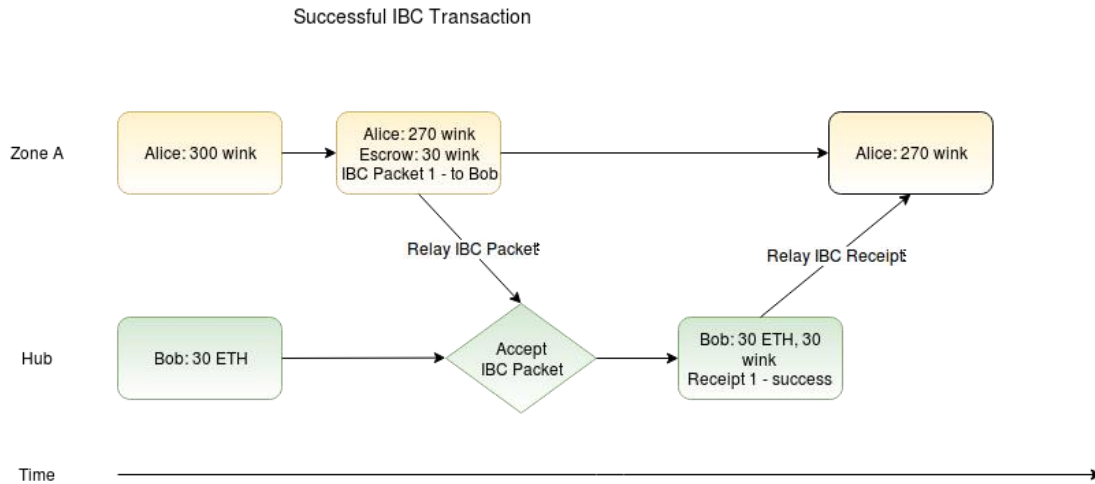 Successful IBC Transaction
Zone A
Alice: 300 wink
Alice: 270 wink
Escrow: 30 wink
IBC Packet 1 - to Bob
Alice: 270 wink
Relay IBC Packet:
Relay IBC Receipt:
Hub
Bob: 30 ETH
Accept
IBC Packet
Bob: 30 ETH, 30
wink
Receipt 1 - success
Time